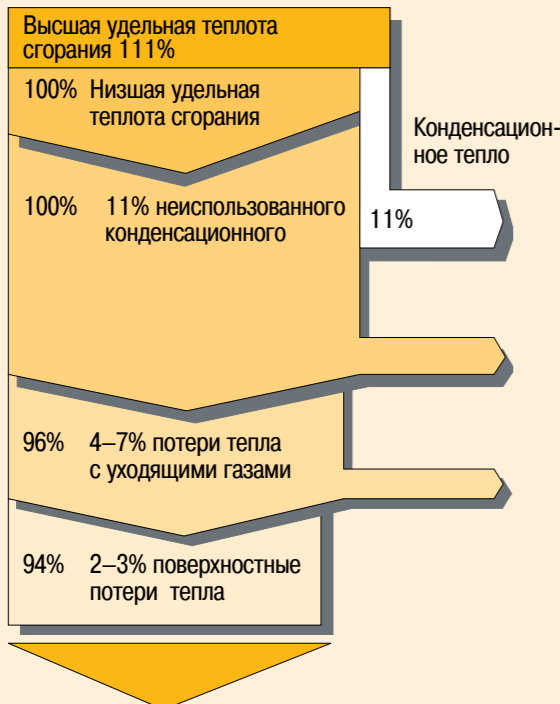 Высшая удельная теплота
сгорания 111%
100% Низшая удельная
теплота сгорания
Конденсацион-
ное тепло
100% 11% неиспользованного
конденсационного
11%
96% 4–7% потери тепла
с уходящими газами
94% 2–3% поверхностные
потери тепла